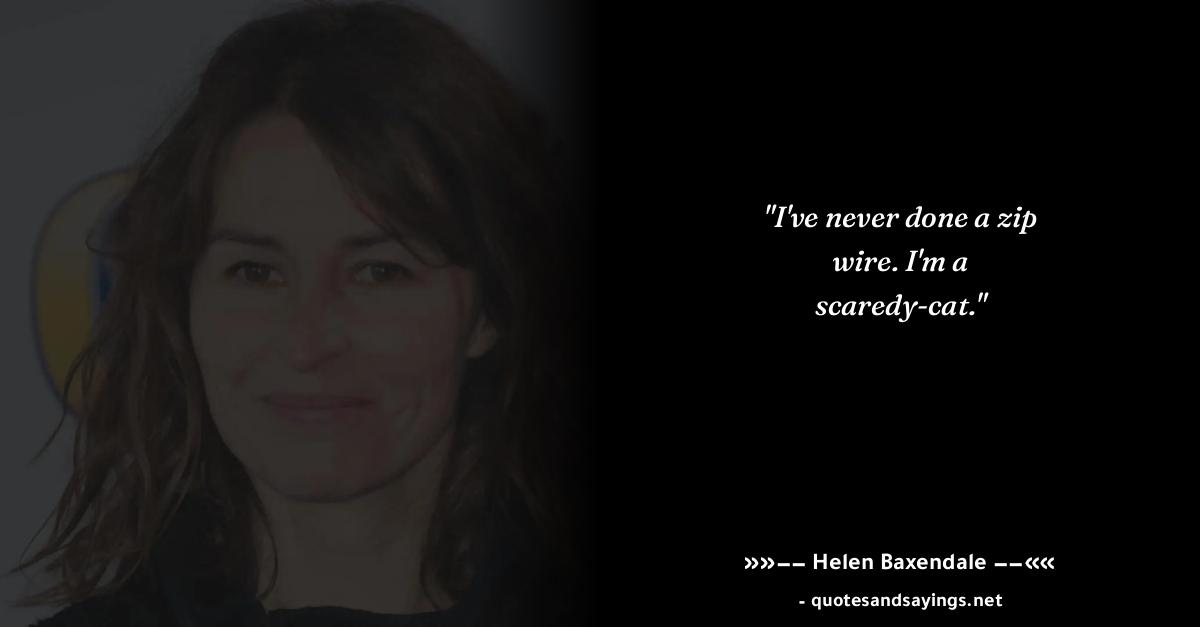 "I've never done a zip
wire. I'm a
scaredy-cat."
»»–– Helen Baxendale ––««
- quotesandsayings.net